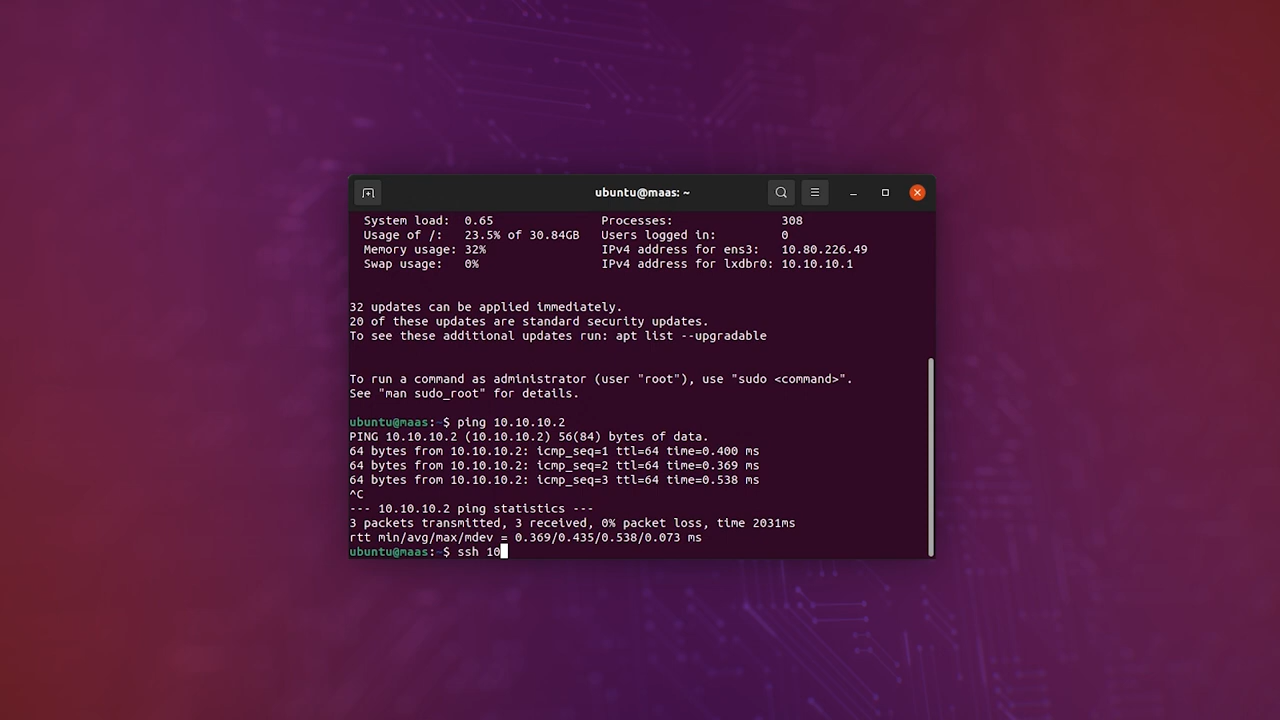 ubuntu@maas: ~
System load: 0.65 Processes: 308
Usage of /: 23.5% of 30.84GB Users logged in: 0
Memory usage: 32% IPv4 address for ens3: 10.80.226.49
Swap usage: 0% IPv4 address for lxdbr0: 10.10.10.1
32 updates can be applied immediately.
20 of these updates are standard security updates.
To see these additional updates run: apt list --upgradable
To run a command as administrator (user "root"), use "sudo <command>".
See "man sudo_root" for details.
ubuntu@maas:~$ ping 10.10.10.2
PING 10.10.10.2 (10.10.10.2) 56(84) bytes of data.
64 bytes from 10.10.10.2: icmp_seq=1 ttl=64 time=0.400 ms
64 bytes from 10.10.10.2: icmp_seq=2 ttl=64 time=0.369 ms
64 bytes from 10.10.10.2: icmp_seq=3 ttl=64 time=0.538 ms
^C
--- 10.10.10.2 ping statistics ---
3 packets transmitted, 3 received, 0% packet loss, time 2031ms
rtt min/avg/max/mdev = 0.369/0.435/0.538/0.073 ms
ubuntu@maas:~$ ssh 10